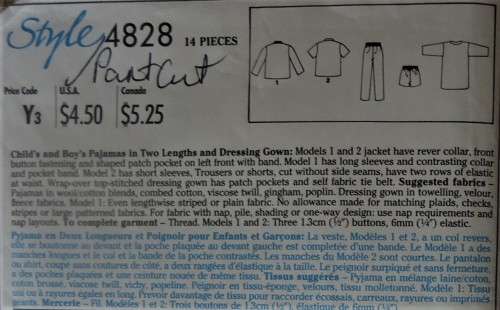 Style 4828 14 PIECES
Part Cut
Price Code U.S.A. Canada
Y3 $4.50 $5.25
1 2
Child's and Boy's Pajamas in Two Lengths and Dressing Gown: Models 1 and 2 jacket have rever collar, front
button fastening and shaped patch pocket on left front with band. Model 1 has long sleeves and contrasting collar
and pocket band. Model 2 has short sleeves, Trousers or shorts, cut without side seams, have two rows of elastic
at waist. Wrap-over top-stitched dressing gown has patch pockets and self fabric tie belt. Suggested fabrics –
Pajamas in wool/cotton blends, combed cotton, viscose twill, gingham, poplin. Dressing gown in towelling, velour,
fleece fabrics. Model 1: Even lengthwise striped or plain fabric. No allowance made for matching plaids, checks,
stripes or large patterned fabrics. For fabric with nap, pile, shading or one-way design: use nap requirements and
nap layouts. To complete garment – Thread. Models 1 and 2: Three 1.3cm (½") buttons, 6mm (¼") elastic.
Pyjama en Deux Longueurs et Peignoir pour Enfants et Garçons: La veste, Modèles 1 et 2, a un col revers,
elle se boutonne au devant et la poche plaquée au devant gauche est complétée d'une bande. Le Modèle 1 a des
manches longues et le col et la bande de la poche contrastés. Les manches du Modèle 2 sont courtes. Le pantalon
ou short, coupé sans coutures de côté, a deux rangées d'élastique à la taille. Le peignoir surpiqué et sans fermeture,
a des poches plaquées et une ceinture nouée de même tissu. Tissus suggérés – Pyjama en mélange laine/coton,
coton brossé, viscose twill, vichy, popeline. Peignoir en tissu-éponge, velours, tissu molletonné. Modèle 1: Tissu
uni ou à rayures égales en long. Prévoir davantage de tissu pour raccorder écossais, carreaux, rayures ou imprimés
géants. Mercerie – Fil. Modèles 1 et 2: Trois boutons de 1.3cm (½"), élastique de 6mm (¼")